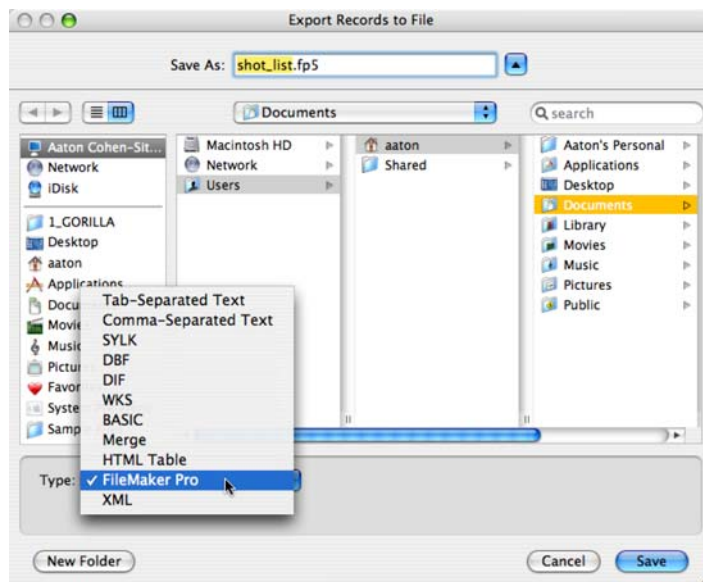 Export Records to File
Save As: shot_list.fp5
Documents
search
Aaton Cohen-Sit...
Network
iDisk
1_GORILLA
Desktop
aaton
Applications
Docu
Movie
Music
Pictur
Favor
Syste
Samp
Macintosh HD
Network
Users
aaton
Shared
Aaton's Personal
Applications
Desktop
Documents
Library
Movies
Music
Pictures
Public
Tab-Separated Text
Comma-Separated Text
SYLK
DBF
DIF
WKS
BASIC
Merge
HTML Table
Type: ✓ FileMaker Pro
XML
New Folder
Cancel
Save